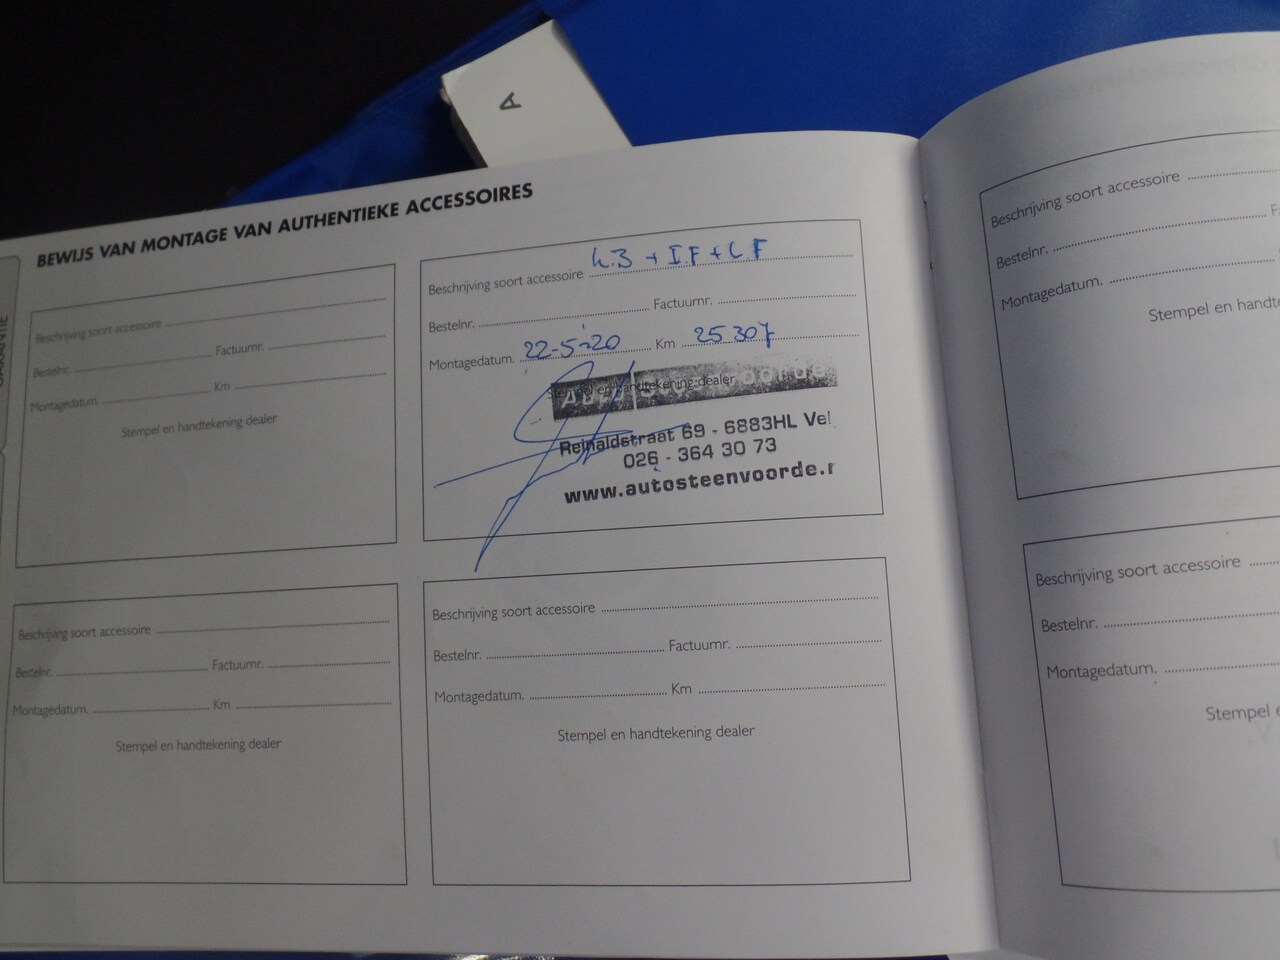 A
GARANTIE
BEWIJS VAN MONTAGE VAN AUTHENTIEKE ACCESSOIRES
Beschrijving soort accessoire
Bestelnr. Factuurnr.
Montagedatum. Km
Stempel en handtekening dealer
Beschrijving soort accessoire + I.F + L F
Bestelnr. Factuurnr.
Montagedatum. 22-5-20 Km 25307
Stempel en handtekening dealer
Auto Steenvoorde
Reinaldstraat 69 - 6883HL Vel
026 - 364 30 73
www.autosteenvoorde.r
Beschrijving soort accessoire
Bestelnr. Factuurnr.
Montagedatum. Km
Stempel en handtekening dealer
Beschrijving soort accessoire
Bestelnr. Factuurnr.
Montagedatum. Km
Stempel en handtekening dealer
Beschrijving soort accessoire
Bestelnr. F
Montagedatum.
Stempel en handt
Beschrijving soort accessoire
Bestelnr.
Montagedatum.
Stempel e